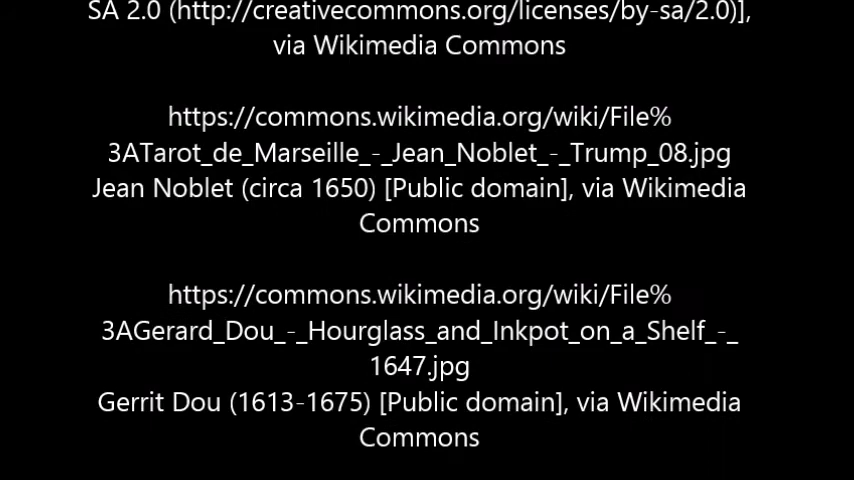 SA 2.0 (http://creativecommons.org/licenses/by-sa/2.0)],
via Wikimedia Commons
https://commons.wikimedia.org/wiki/File%
3ATarot_de_Marseille_-_Jean_Noblet_-_Trump_08.jpg
Jean Noblet (circa 1650) [Public domain], via Wikimedia
Commons
https://commons.wikimedia.org/wiki/File%
3AGerard_Dou_-_Hourglass_and_Inkpot_on_a_Shelf_-_
1647.jpg
Gerrit Dou (1613-1675) [Public domain], via Wikimedia
Commons